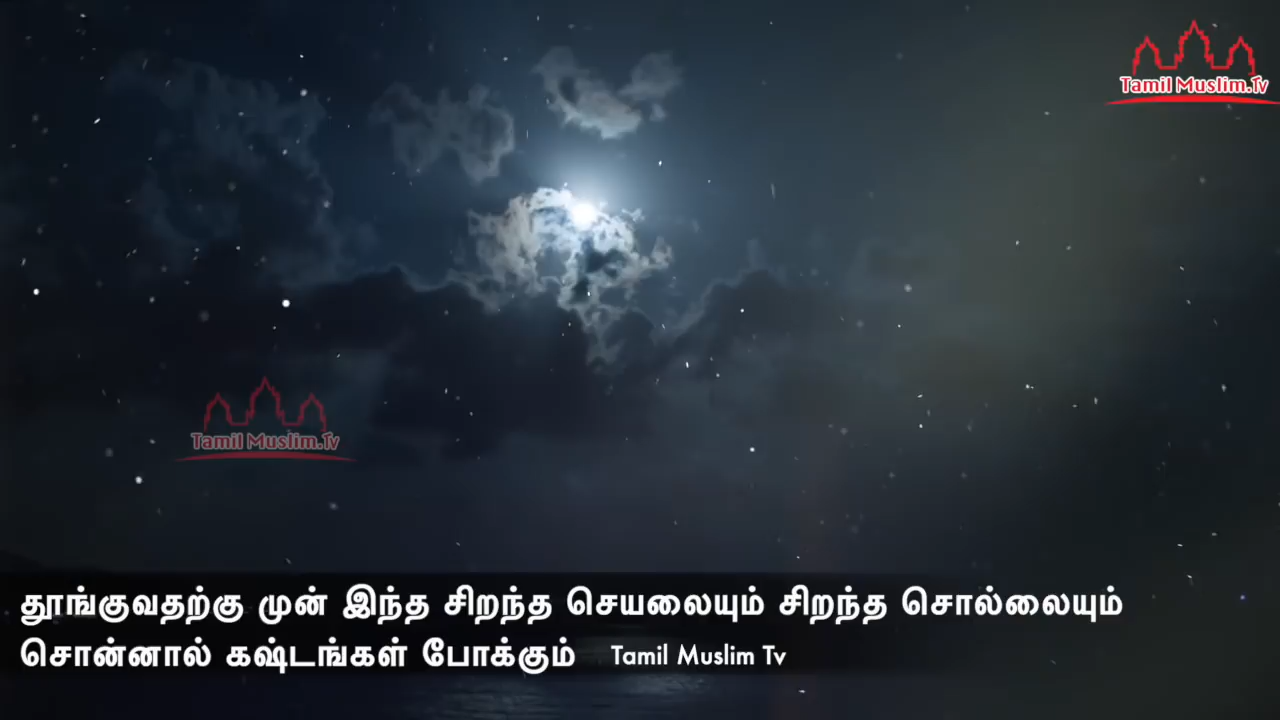 Tamil Muslim.Tv
Tamil Muslim.Tv
தூங்குவதற்கு முன் இந்த சிறந்த செயலையும் சிறந்த சொல்லையும்
சொன்னால் கஷ்டங்கள் போக்கும் Tamil Muslim Tv